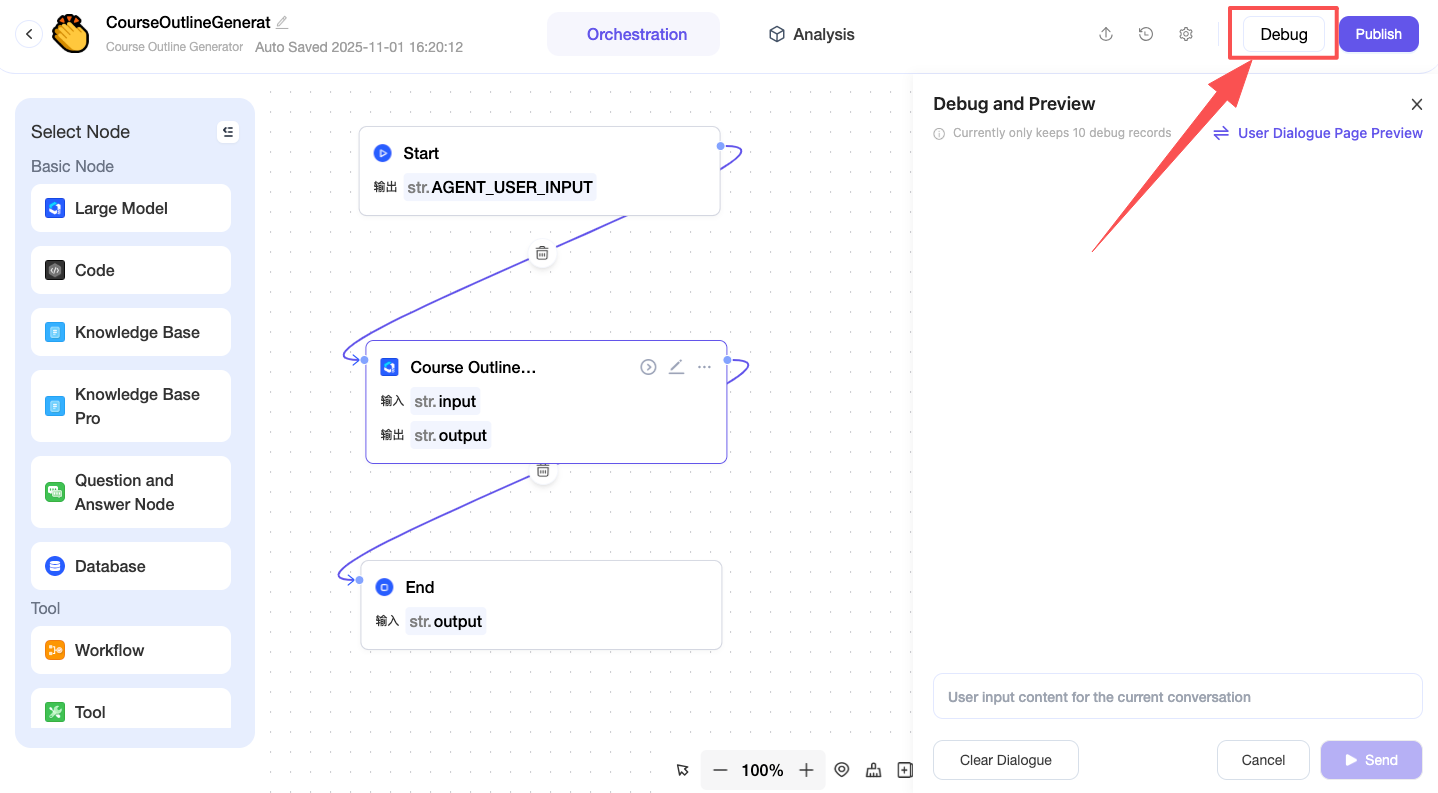 CourseOutlineGenerat
Course Outline Generator Auto Saved 2025-11-01 16:20:12
Orchestration
Analysis
Debug
Publish
Select Node
Basic Node
Large Model
Code
Knowledge Base
Knowledge Base
Pro
Question and
Answer Node
Database
Tool
Workflow
Tool
Start
输出 str.AGENT_USER_INPUT
Course Outline...
输入 str.input
输出 str.output
End
输入 str.output
100%
Debug and Preview
Currently only keeps 10 debug records
User Dialogue Page Preview
User input content for the current conversation
Clear Dialogue
Cancel
Send